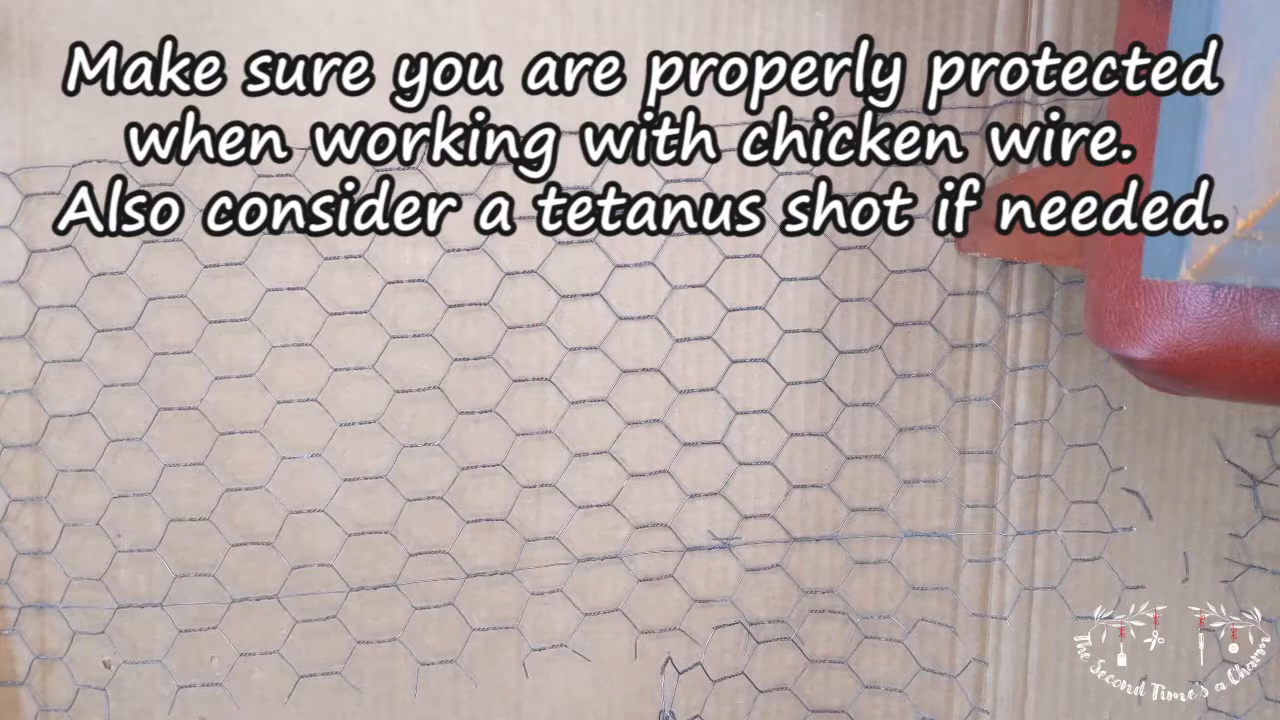 Make sure you are properly protected
when working with chicken wire.
Also consider a tetanus shot if needed.
The Second Time's a Charm